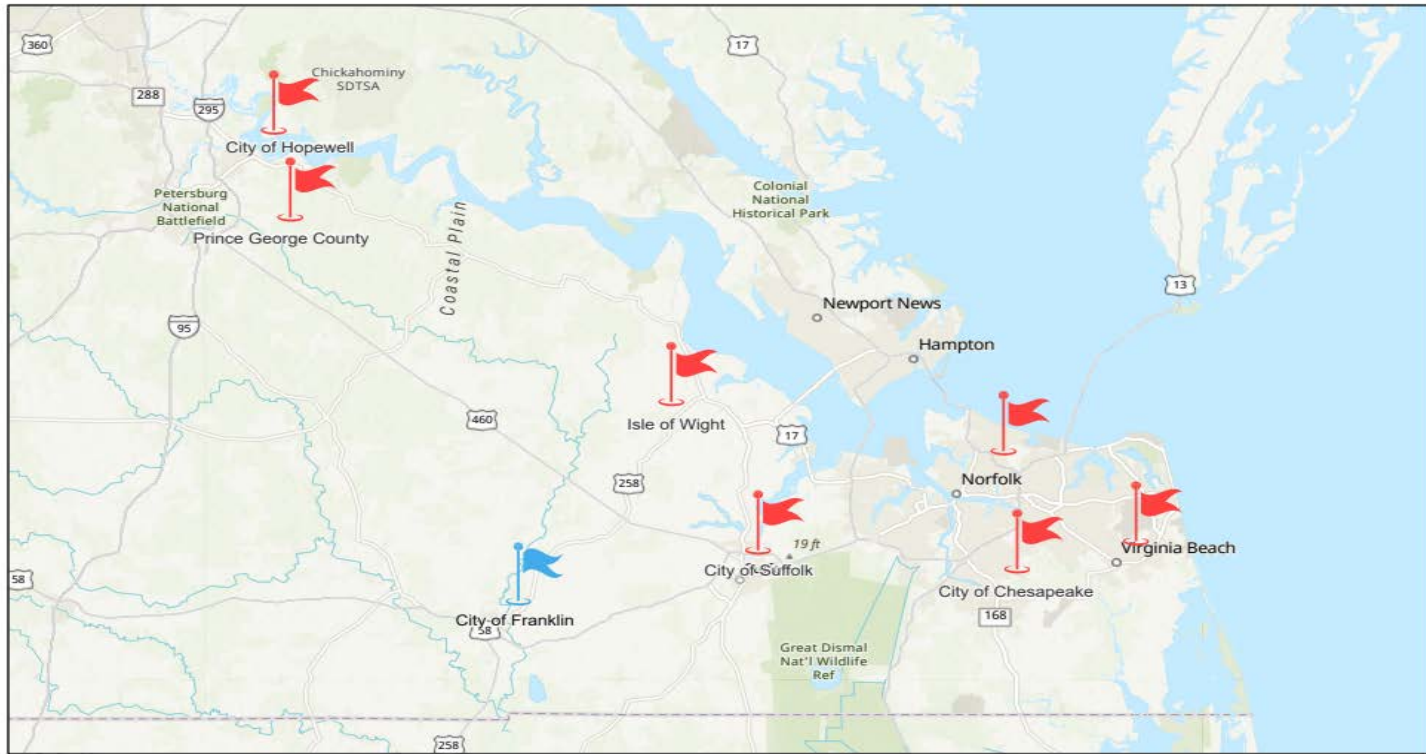 360
17
Chickahominy
SDTSA
288
295
City of Hopewell
Petersburg
National
Battlefield
Prince George County
Colonial
National
Historical Park
Coastal Plain
13
95
Newport News
Hampton
Isle of Wight
460
17
258
Norfolk
19 ft
Virginia Beach
City of Suffolk
City of Chesapeake
58
City of Franklin
58
168
Great Dismal
Nat'l Wildlife
Ref
258